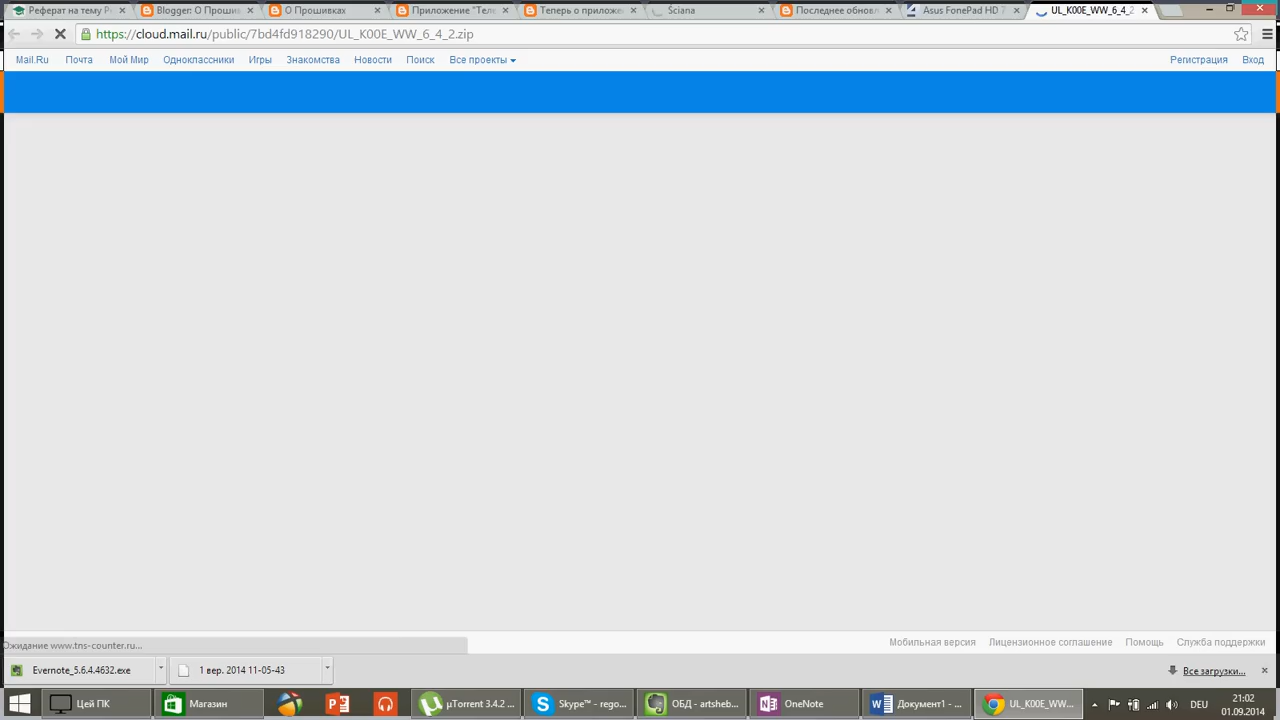 Реферат на тему Р
Blogger: О Прошив
О Прошивках
Приложение "Тел
Теперь о приложе
Ściana
Последнее обновл
Asus FonePad HD 7
UL_K00E_WW_6_4_2
https://cloud.mail.ru/public/7bd4fd918290/UL_K00E_WW_6_4_2.zip
Mail.Ru Почта Мой Мир Одноклассники Игры Знакомства Новости Поиск Все проекты Регистрация Вход
Ожидание www.tns-counter.ru...
Мобильная версия Лицензионное соглашение Помощь Служба поддержки
Evernote_5.6.4.4632.exe 1 вер. 2014 11-05-43 Все загрузки...
Цей ПК Магазин µTorrent 3.4.2 ... Skype™ - rego... ОБД - artsheb... OneNote Документ1 - ... UL_K00E_WW... DEU 21:02
01.09.2014